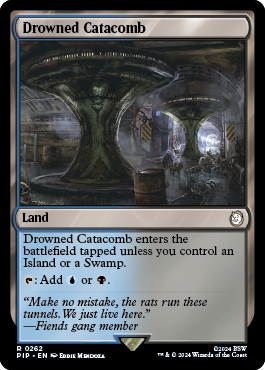 Drowned Catacomb
Land
Drowned Catacomb enters the
battlefield tapped unless you control an
Island or a Swamp.
: Add or .
“Make no mistake, the rats run these
tunnels. We just live here.”
—Fiends gang member
R 0262
PIP • EN Eddie Mendoza
©2024 BSW
™ & © 2024 Wizards of the Coast